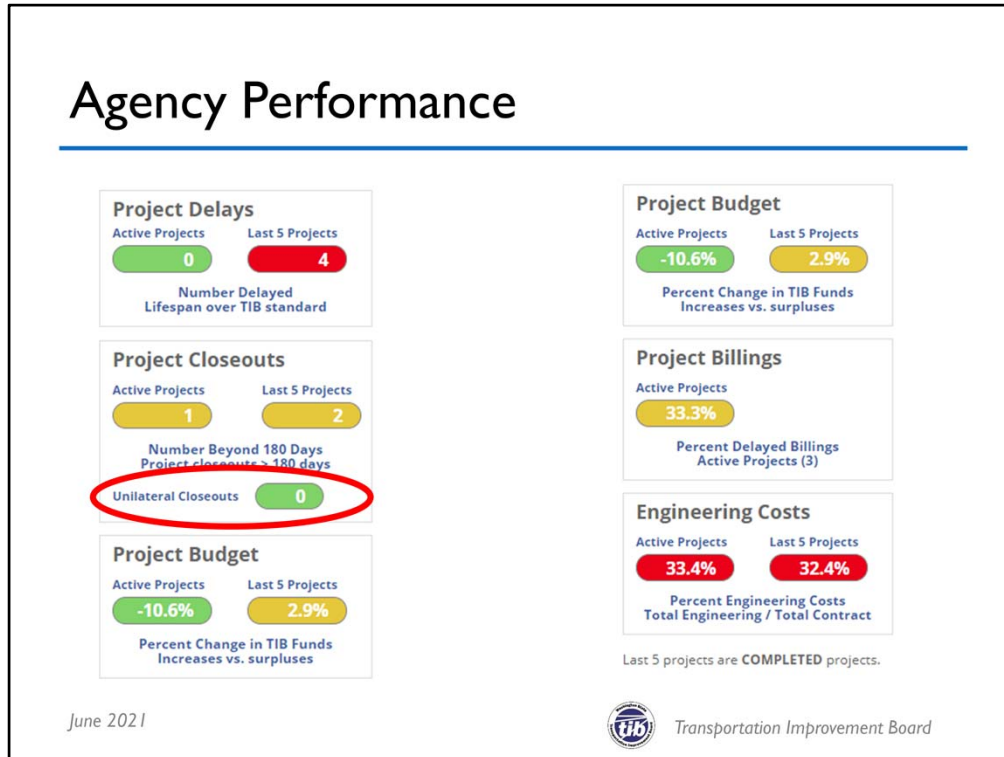 Agency Performance
Project Delays
Active Projects Last 5 Projects
0 4
Number Delayed
Lifespan over TIB standard
Project Closeouts
Active Projects Last 5 Projects
1 2
Number Beyond 180 Days
Project closeouts > 180 days
Unilateral Closeouts 0
Project Budget
Active Projects Last 5 Projects
-10.6% 2.9%
Percent Change in TIB Funds
Increases vs. surpluses
Project Budget
Active Projects Last 5 Projects
-10.6% 2.9%
Percent Change in TIB Funds
Increases vs. surpluses
Project Billings
Active Projects
33.3%
Percent Delayed Billings
Active Projects (3)
Engineering Costs
Active Projects Last 5 Projects
33.4% 32.4%
Percent Engineering Costs
Total Engineering / Total Contract
Last 5 projects are COMPLETED projects.
June 2021
Washington State
tib
Transportation Improvement Board
Transportation Improvement Board